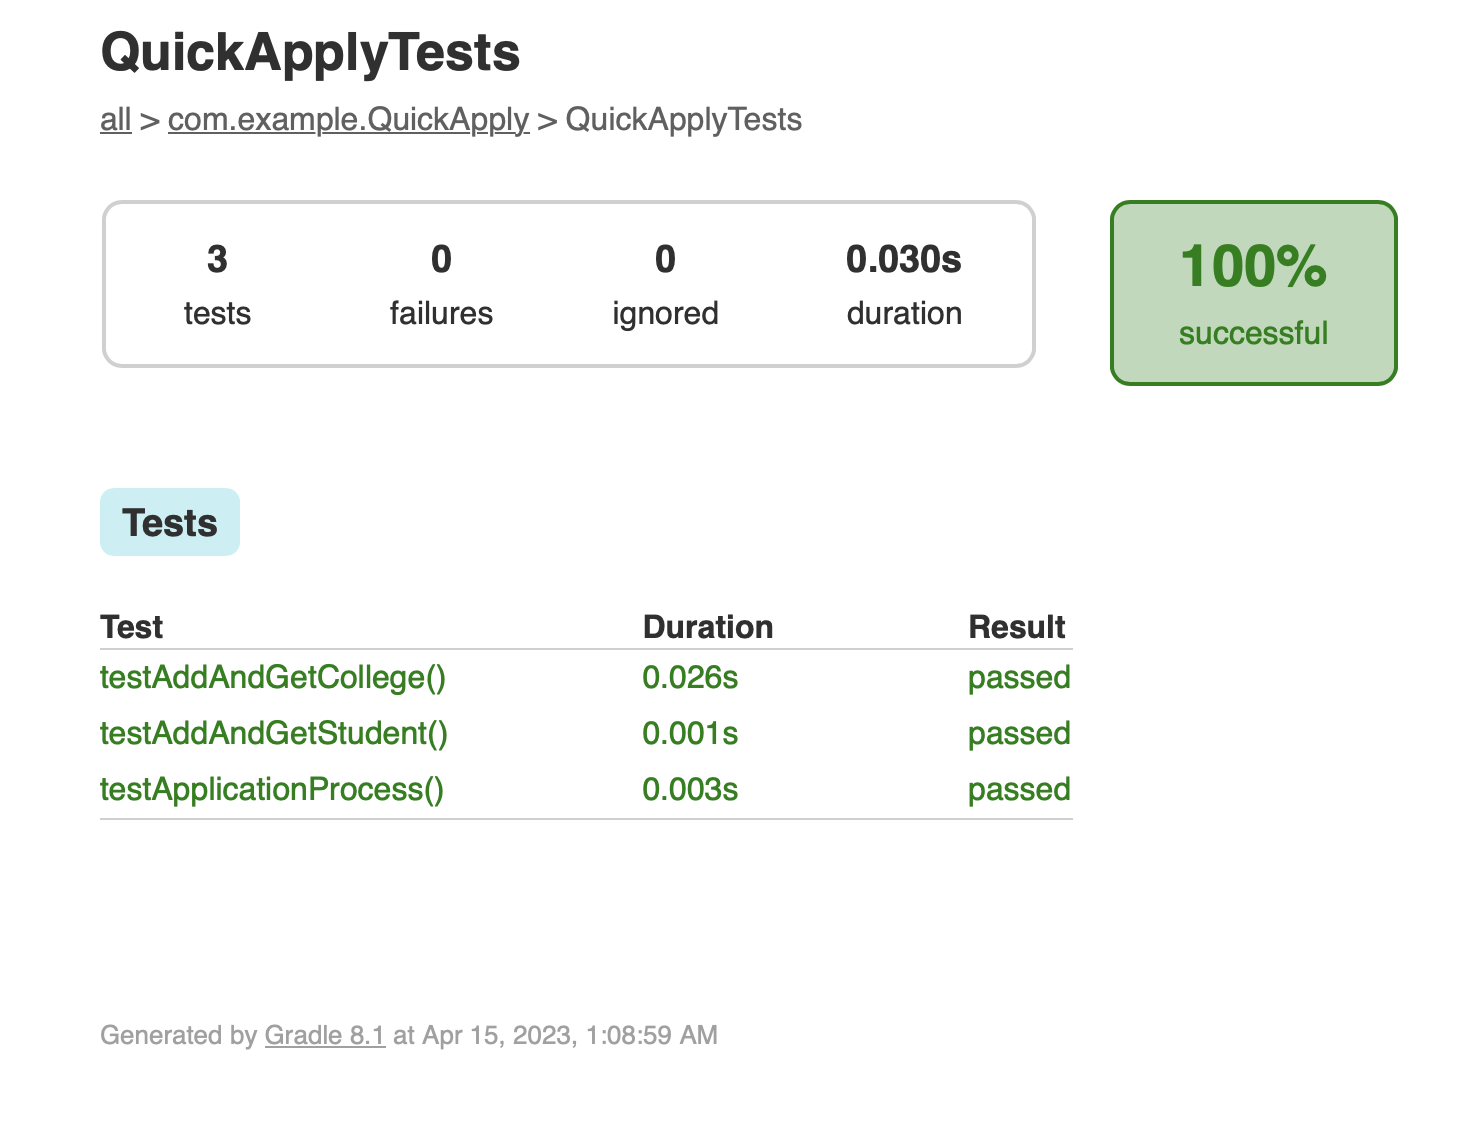 QuickApplyTests
all > com.example.QuickApply > QuickApplyTests
3 0 0 0.030s
tests failures ignored duration
100%
successful
Tests
Test Duration Result
testAddAndGetCollege() 0.026s passed
testAddAndGetStudent() 0.001s passed
testApplicationProcess() 0.003s passed
Generated by Gradle 8.1 at Apr 15, 2023, 1:08:59 AM